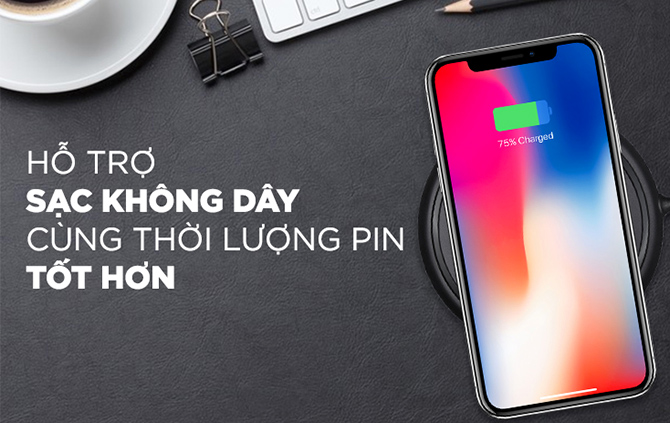 HỖ TRỢ
SẠC KHÔNG DÂY
CÙNG THỜI LƯỢNG PIN
TỐT HƠN
75% Charged